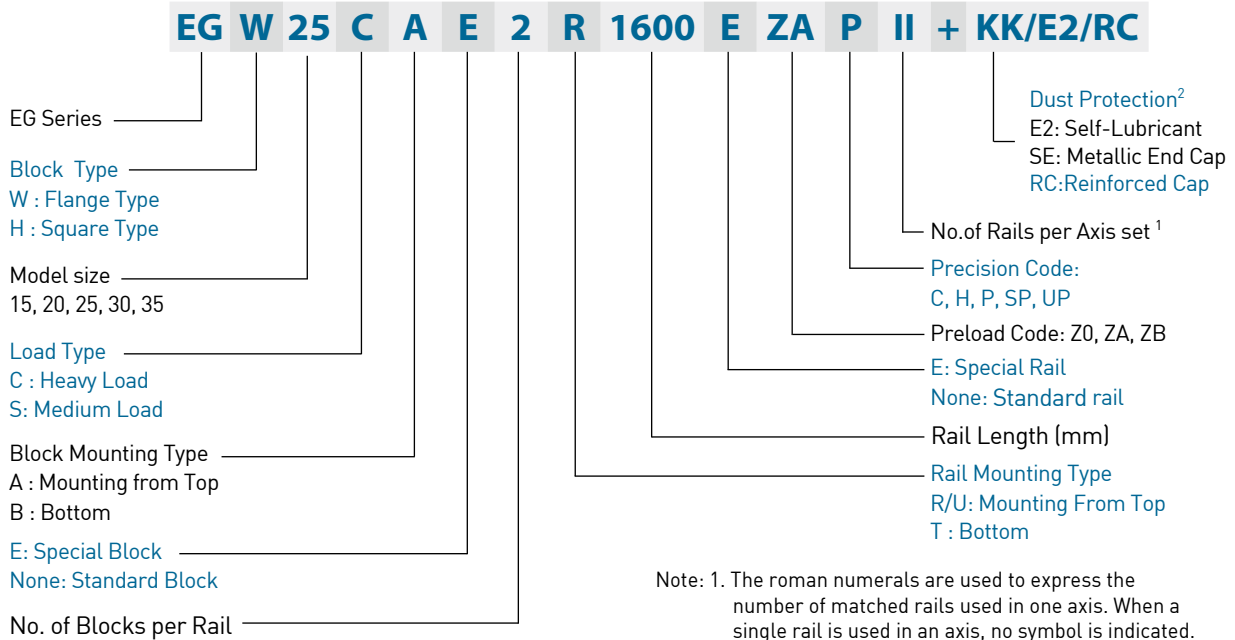 EG W 25 C A E 2 R 1600 E ZA P II + KK/E2/RC
EG Series
Block Type
W : Flange Type
H : Square Type
Model size
15, 20, 25, 30, 35
Load Type
C : Heavy Load
S: Medium Load
Block Mounting Type
A : Mounting from Top
B : Bottom
E: Special Block
None: Standard Block
No. of Blocks per Rail
Dust Protection2
E2: Self-Lubricant
SE: Metallic End Cap
RC:Reinforced Cap
No.of Rails per Axis set 1
Precision Code:
C, H, P, SP, UP
Preload Code: Z0, ZA, ZB
E: Special Rail
None: Standard rail
Rail Length (mm)
Rail Mounting Type
R/U: Mounting From Top
T : Bottom
Note: 1. The roman numerals are used to express the
number of matched rails used in one axis. When a
single rail is used in an axis, no symbol is indicated.